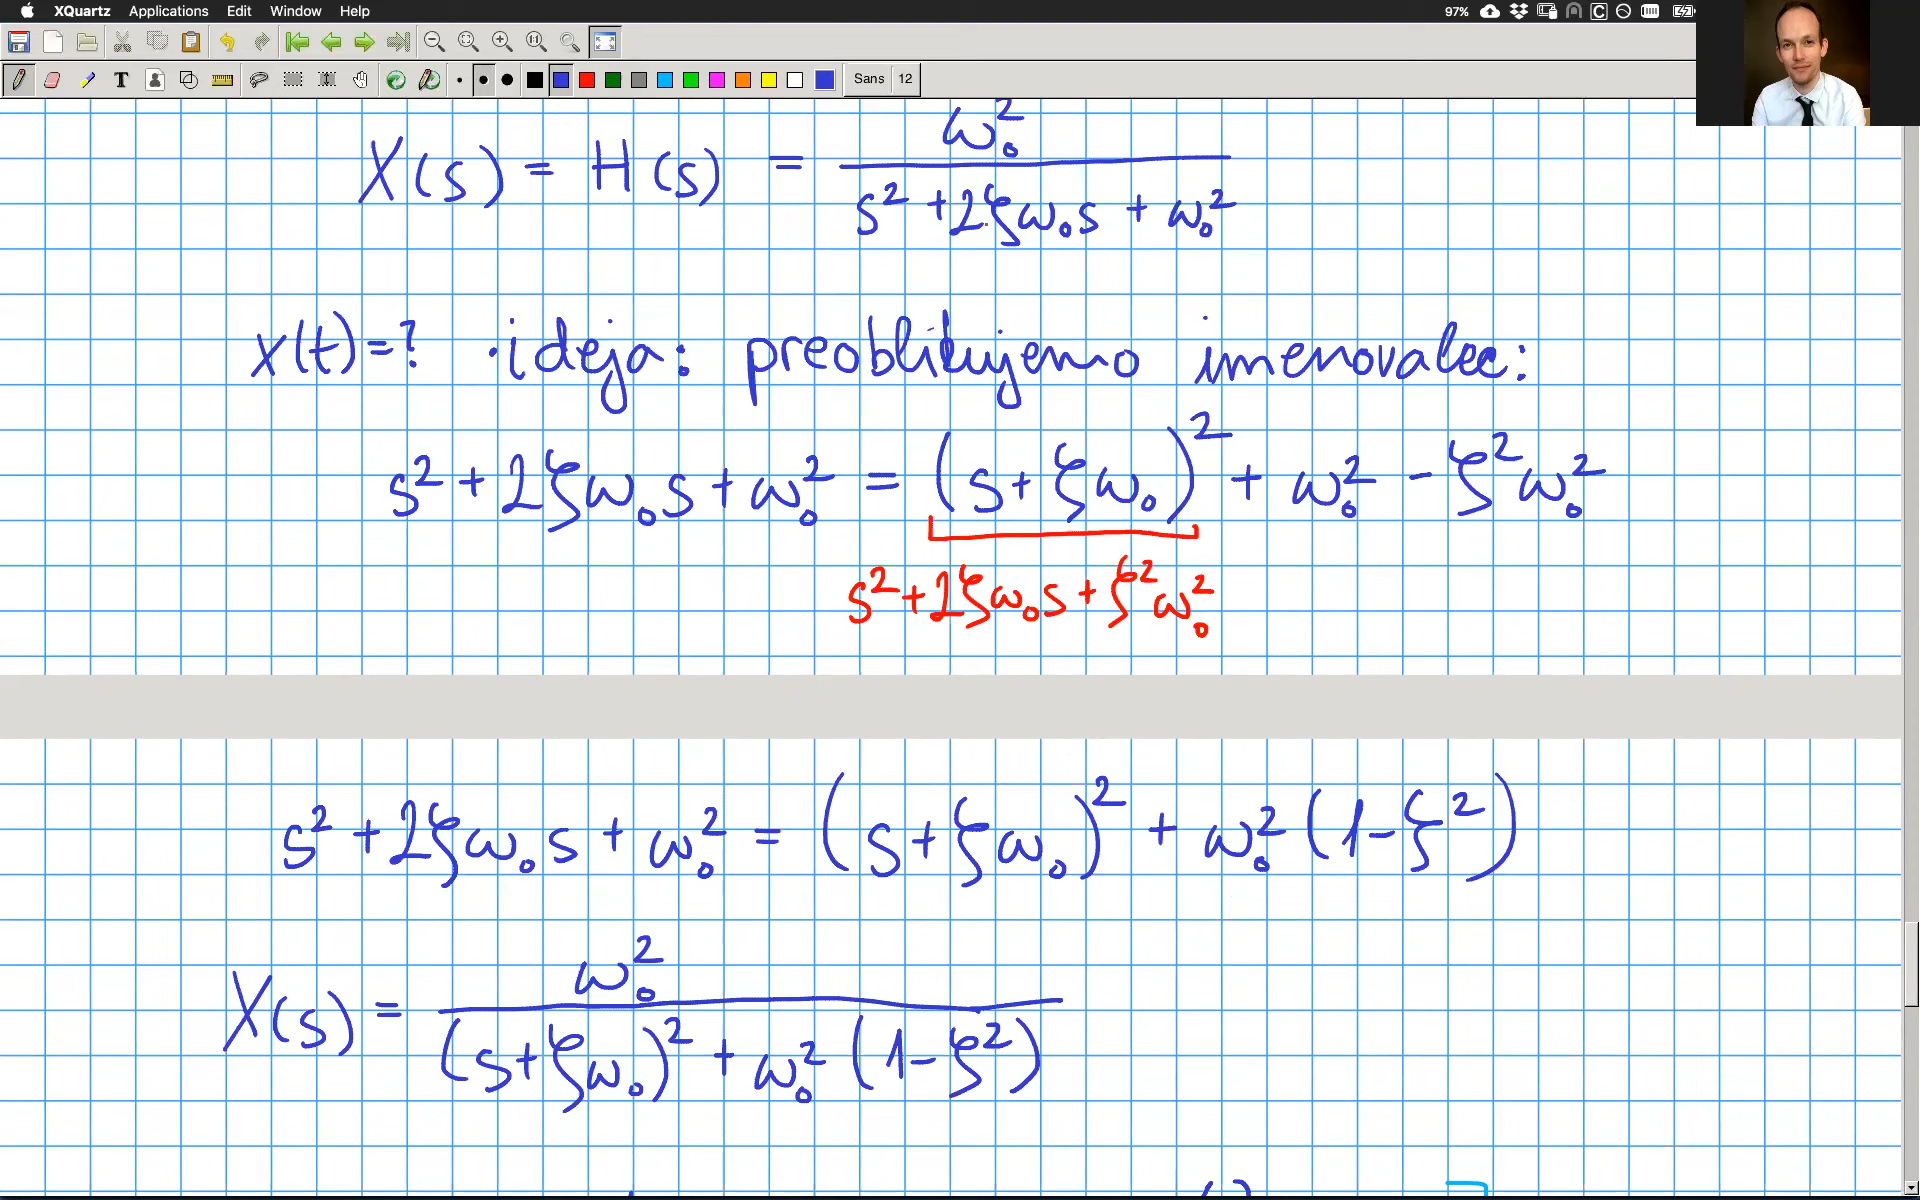 XQuartz Applications Edit Window Help 97%
Sans 12
X(s) = H(s) = ω₀² / (s² + 2ζω₀s + ω₀²)
x(t)=? · ideja: preoblikujemo imenovalec:
s² + 2ζω₀s + ω₀² = (s + ζω₀)² + ω₀² - ζ²ω₀²
s² + 2ζω₀s + ζ²ω₀²
s² + 2ζω₀s + ω₀² = (s + ζω₀)² + ω₀² (1 - ζ²)
X(s) = ω₀² / ((s + ζω₀)² + ω₀² (1 - ζ²))